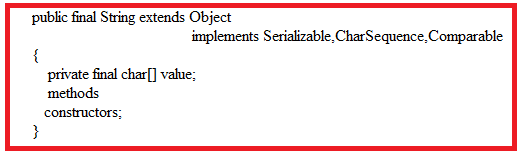 public final String extends Object
implements Serializable,CharSequence,Comparable
{
private final char[] value;
methods
constructors;
}